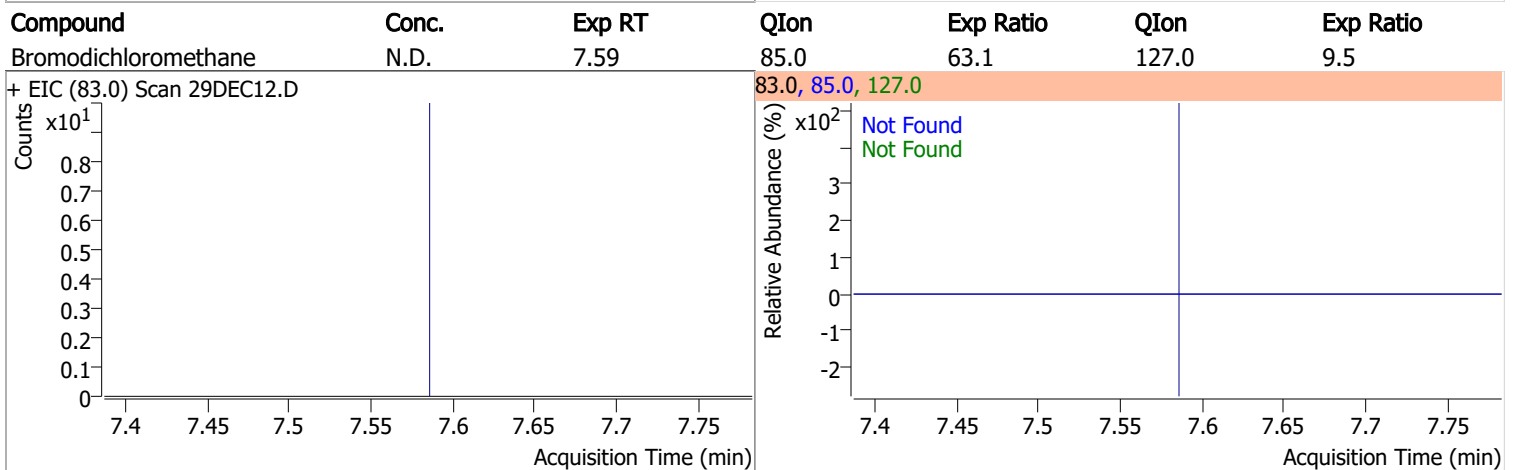 Compound Conc. Exp RT QIon Exp Ratio QIon Exp Ratio
Bromodichloromethane N.D. 7.59 85.0 63.1 127.0 9.5
+ EIC (83.0) Scan 29DEC12.D
Counts
x10¹
0.8
0.7
0.6
0.5
0.4
0.3
0.2
0.1
0
7.4 7.45 7.5 7.55 7.6 7.65 7.7 7.75
Acquisition Time (min)
83.0, 85.0, 127.0
Relative Abundance (%)
x10²
Not Found
Not Found
3
2
1
0
-1
-2
7.4 7.45 7.5 7.55 7.6 7.65 7.7 7.75
Acquisition Time (min)